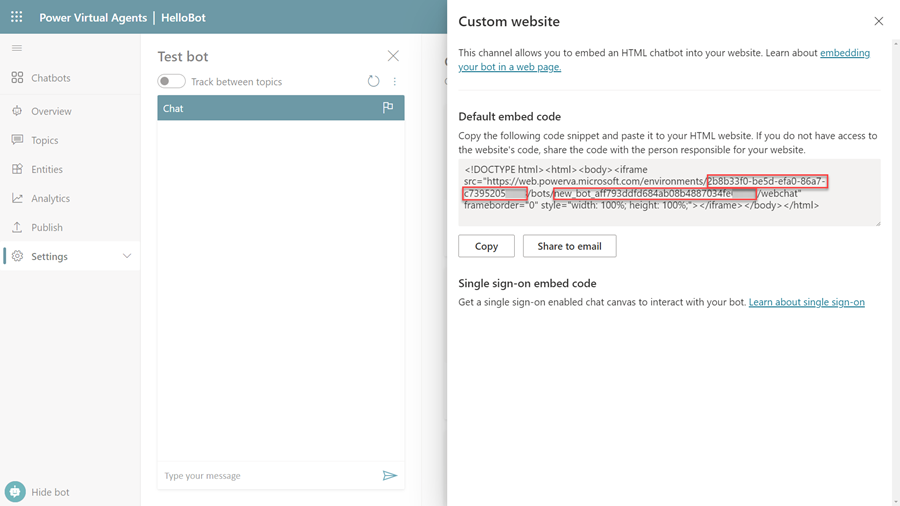 Power Virtual Agents | HelloBot
Chatbots
Overview
Topics
Entities
Analytics
Publish
Settings
Hide bot
Test bot
Track between topics
Chat
Type your message
Custom website
This channel allows you to embed an HTML chatbot into your website. Learn about embedding
your bot in a web page.
Default embed code
Copy the following code snippet and paste it to your HTML website. If you do not have access to
the website's code, share the code with the person responsible for your website.
<!DOCTYPE html><html><body><iframe
src="https://web.powerva.microsoft.com/environments/2b8b33f0-be5d-efa0-86a7-
c7395205 /bots/new_bot_aff793ddfd684ab08b4887034fe /webchat"
frameborder="0" style="width: 100%; height: 100%;"></iframe></body></html>
Copy
Share to email
Single sign-on embed code
Get a single sign-on enabled chat canvas to interact with your bot. Learn about single sign-on